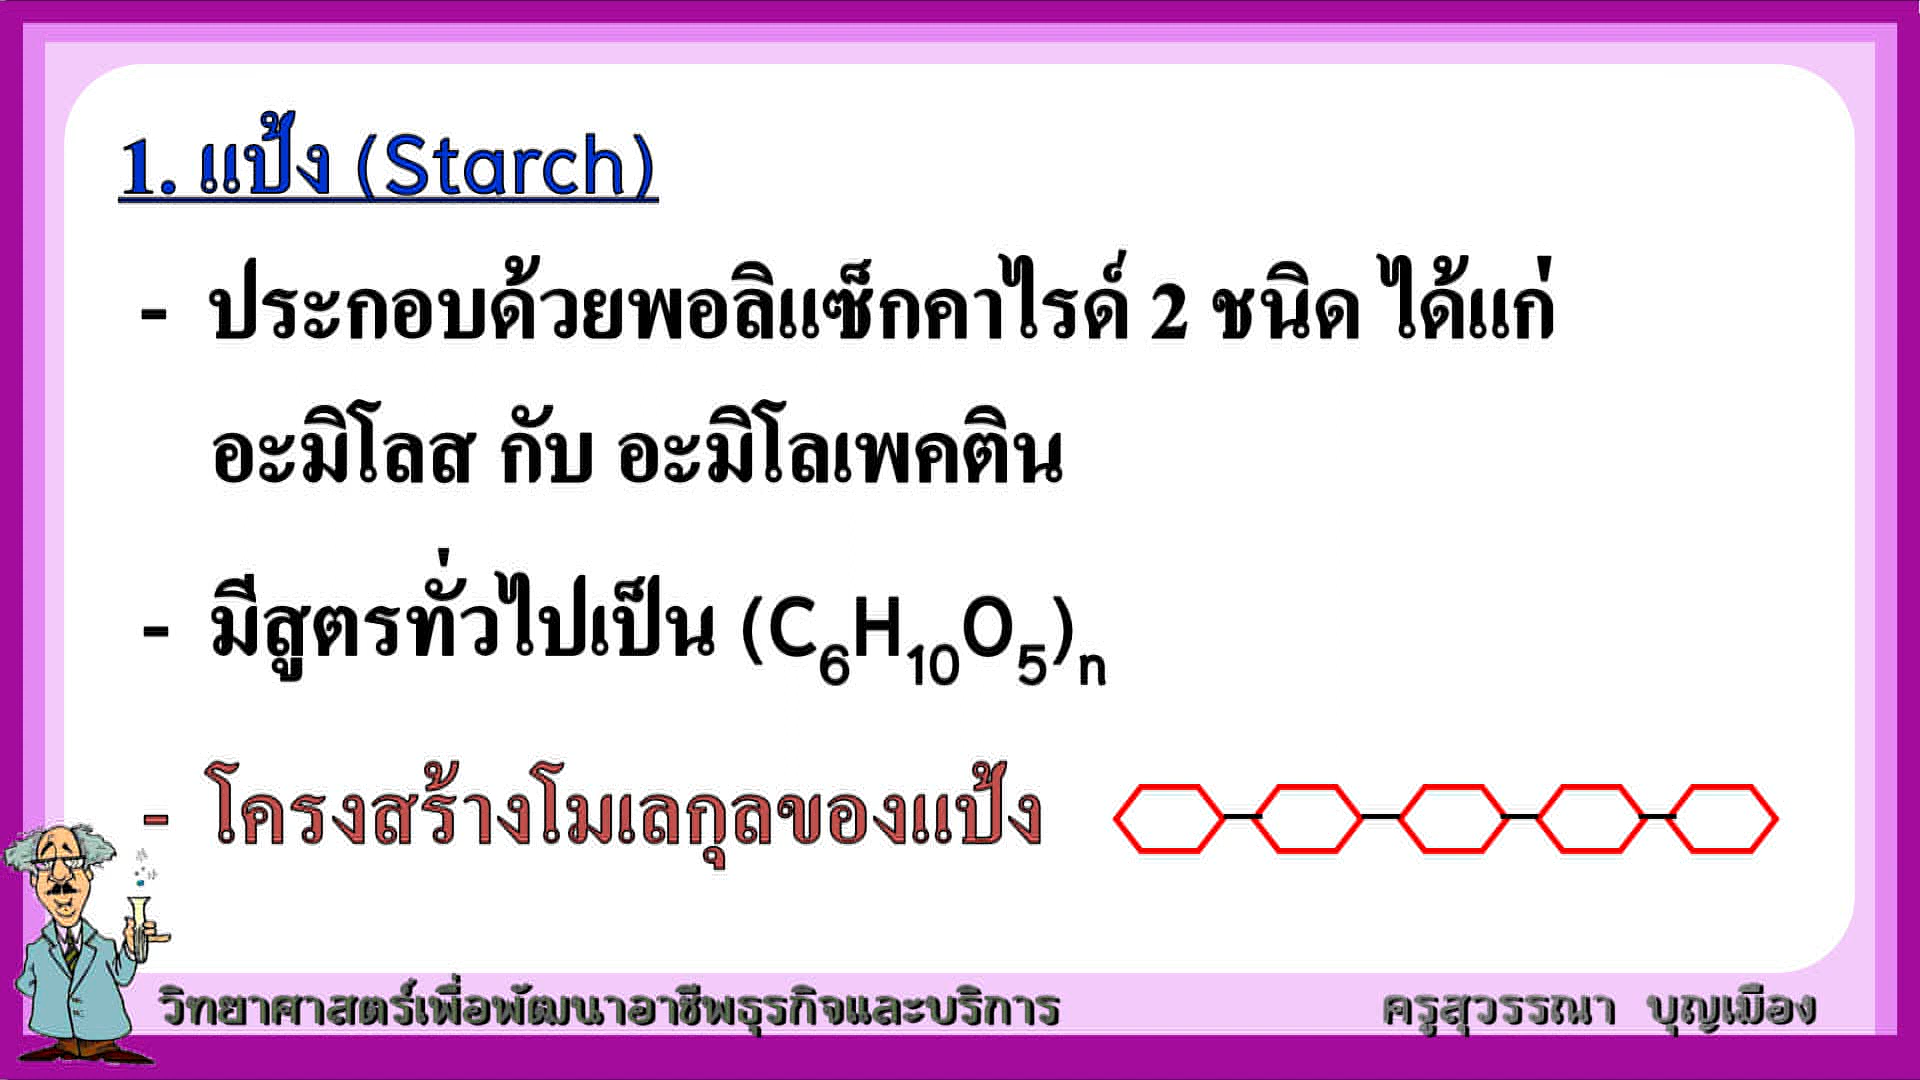 1. แป้ง (Starch)
- ประกอบด้วยพอลิแซ็กคาไรด์ 2 ชนิด ได้แก่
อะมิโลส กับ อะมิโลเพคติน
- มีสูตรทั่วไปเป็น (C₆H₁₀O₅)ₙ
- โครงสร้างโมเลกุลของแป้ง
วิทยาศาสตร์เพื่อพัฒนาอาชีพธุรกิจและบริการ ครูสุวรรณา บุญเมือง